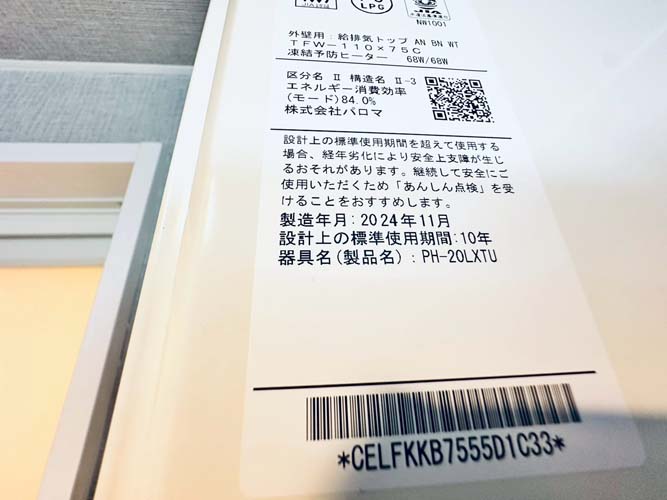 LPG
JIA
NW1001
外壁用:給排気トップ AN BN WT
TFW-110×75C
凍結予防ヒーター 68W/68W
区分名 Ⅱ 構造名 Ⅱ-3
エネルギー消費効率
(モード)84.0%
株式会社パロマ
設計上の標準使用期間を超えて使用する
場合、経年劣化により安全上支障が生じ
るおそれがあります。継続して安全にご
使用いただくため「あんしん点検」を受
けることをおすすめします。
製造年月:2024年11月
設計上の標準使用期間:10年
器具名(製品名):PH-20LXTU
*CELFKKB7555D1C33*